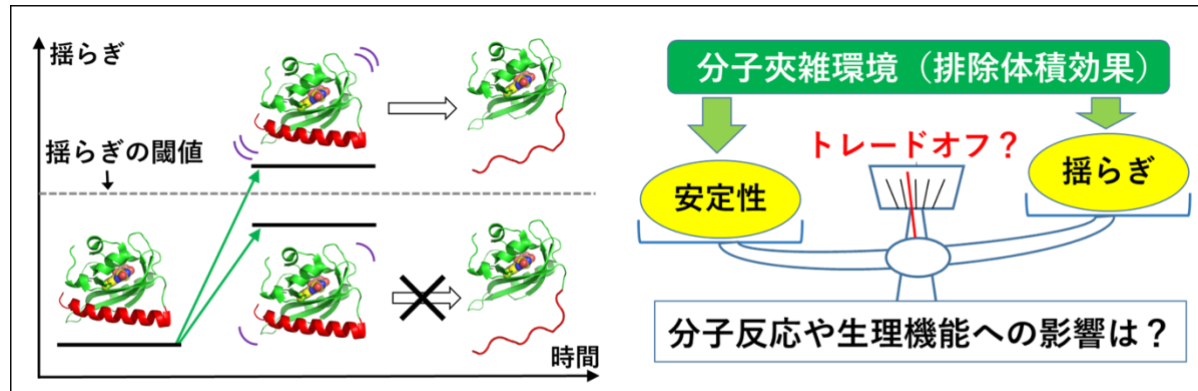 揺らぎ
揺らぎの閾値
時間
分子夾雑環境（排除体積効果）
トレードオフ？
安定性
揺らぎ
分子反応や生理機能への影響は？